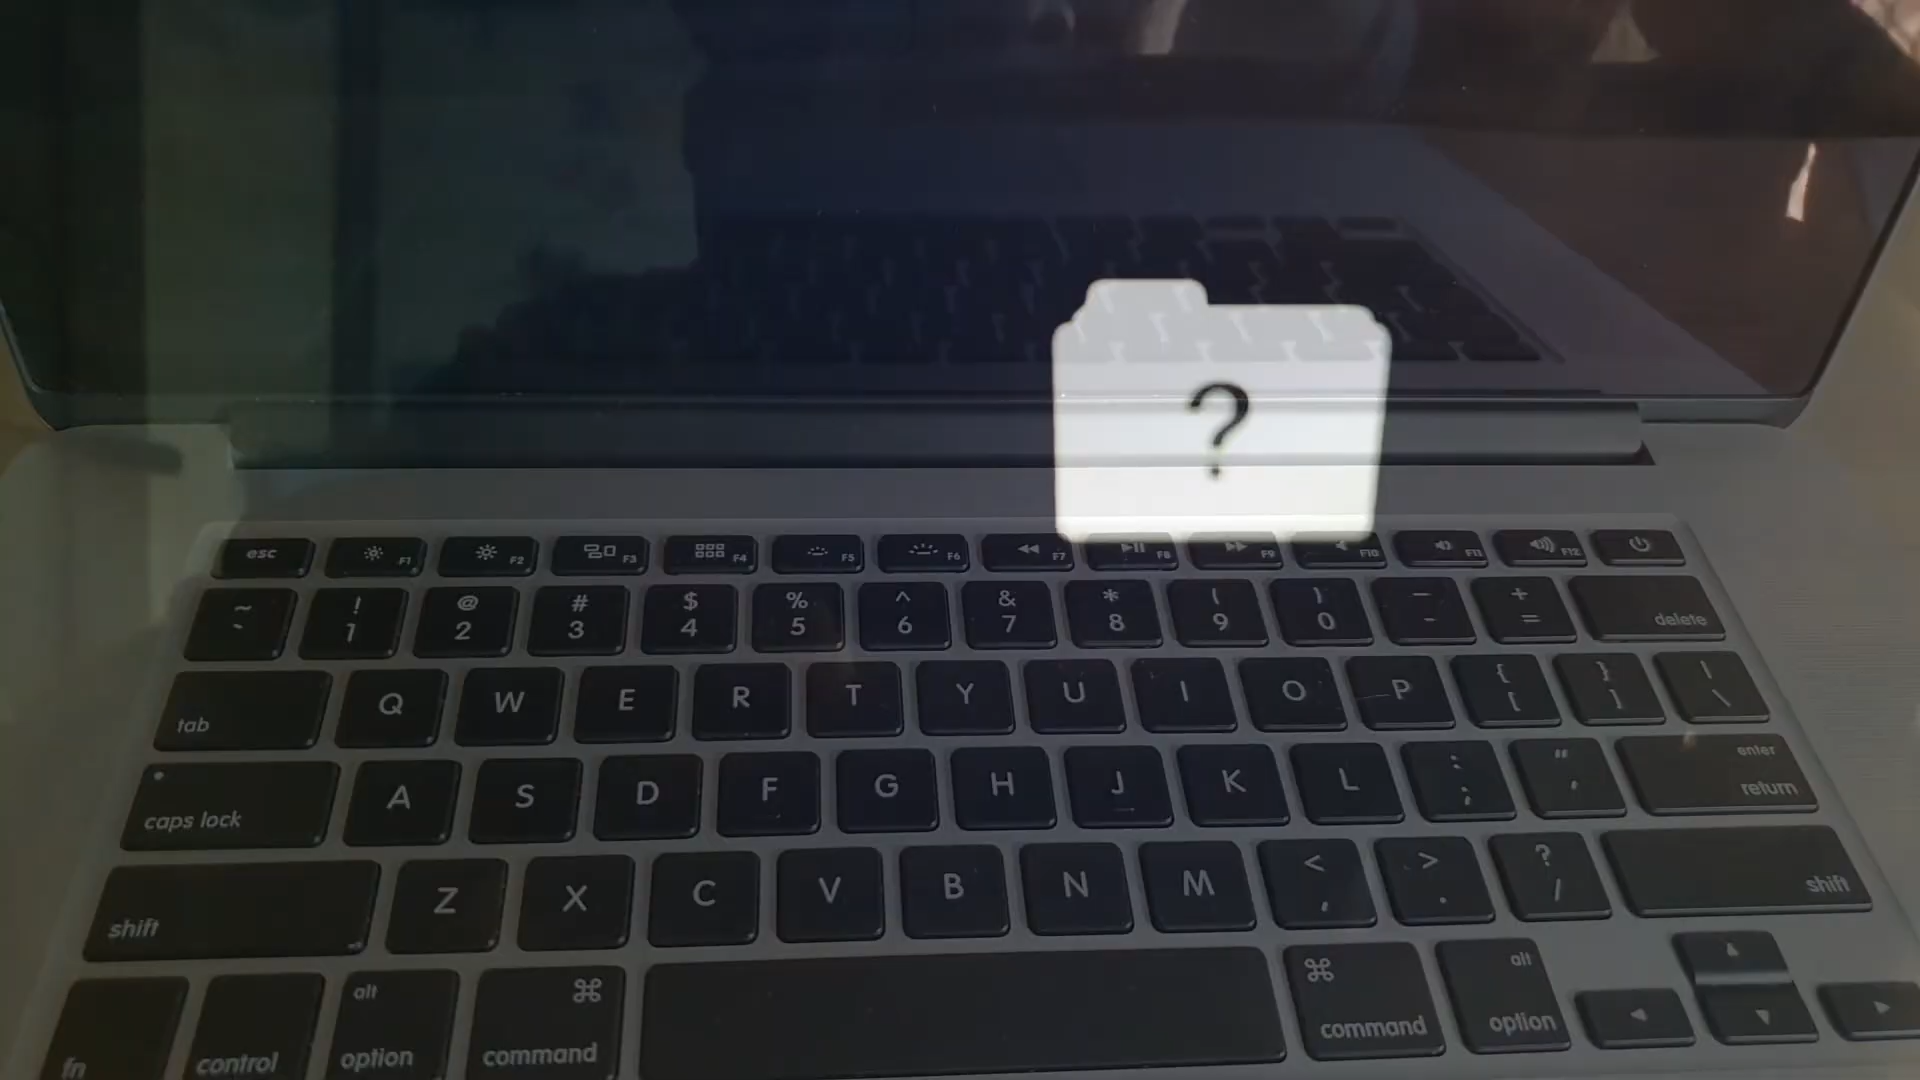 ?
esc F1 F2 F3 F4 F5 F6 F7 F8 F9 F10 F11 F12
~ ! @ # $ % ^ & * ( ) — +
` 1 2 3 4 5 6 7 8 9 0 - = delete
tab Q W E R T Y U I O P { [ } ] | \
caps lock A S D F G H J K L : ; " ' enter return
shift Z X C V B N M < , > . ? / shift
fn control alt option ⌘ command ⌘ command alt option